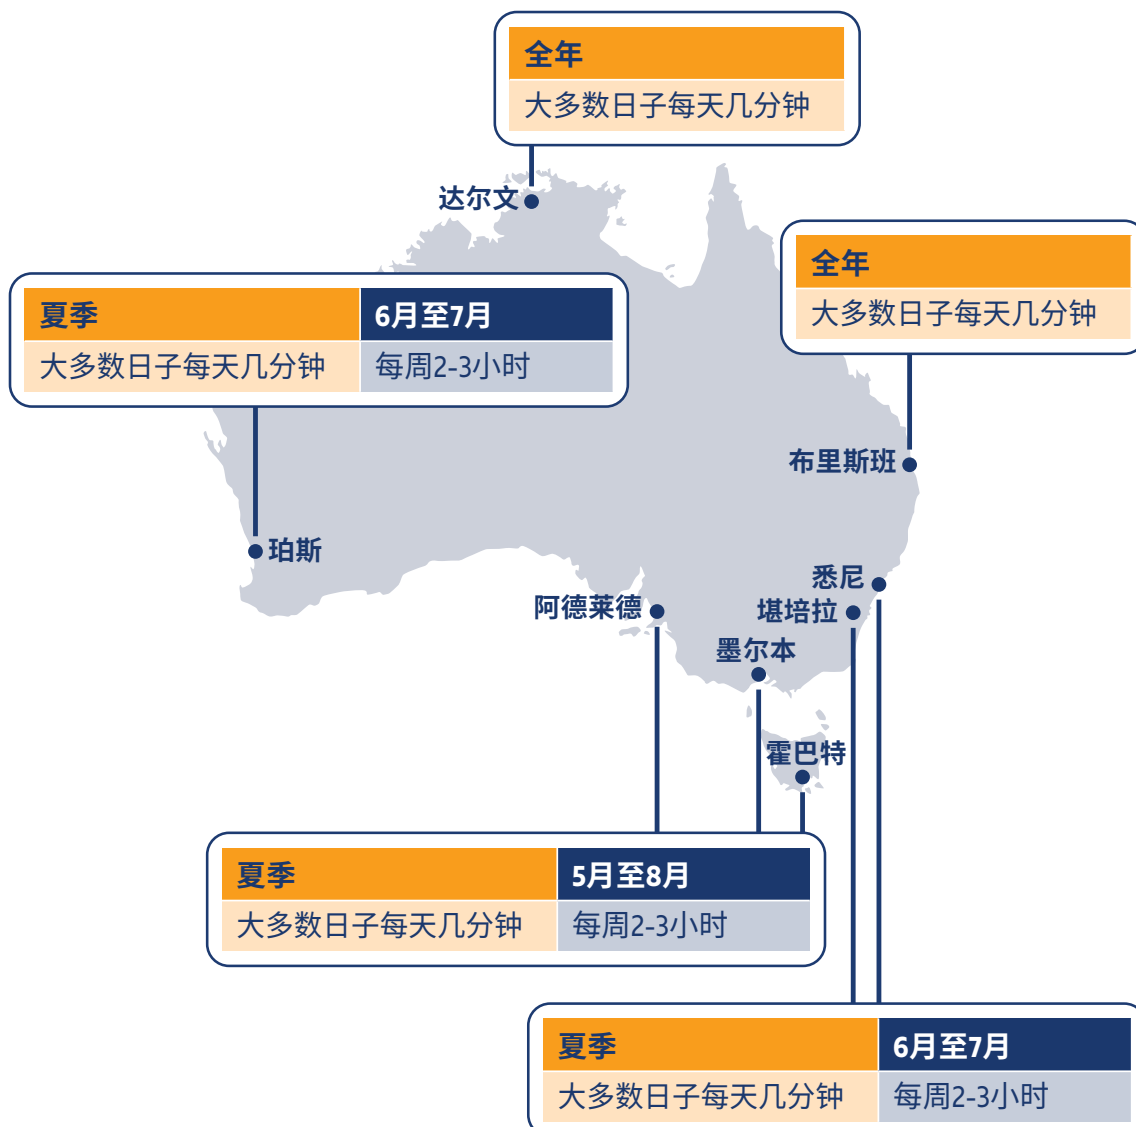 全年
大多数日子每天几分钟
达尔文
全年
大多数日子每天几分钟
夏季 6月至7月
大多数日子每天几分钟 每周2-3小时
布里斯班
珀斯
悉尼
阿德莱德
堪培拉
墨尔本
霍巴特
夏季 5月至8月
大多数日子每天几分钟 每周2-3小时
夏季 6月至7月
大多数日子每天几分钟 每周2-3小时